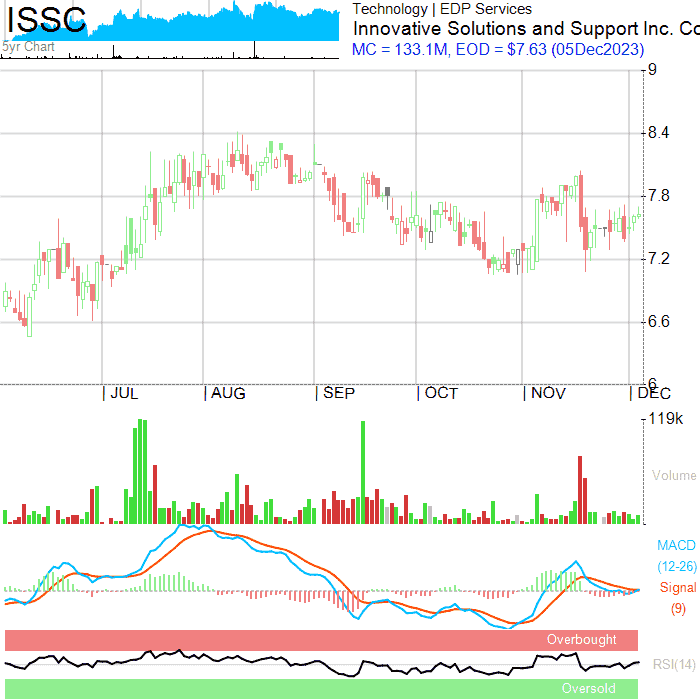 ISSC
5yr Chart
Technology | EDP Services
Innovative Solutions and Support Inc. Co
MC = 133.1M, EOD = $7.63 (05Dec2023)
9
8.4
7.8
7.2
6.6
6
| JUL | AUG | SEP | OCT | NOV | DEC
119k
Volume
MACD
(12-26)
Signal
(9)
Overbought
RSI(14)
Oversold